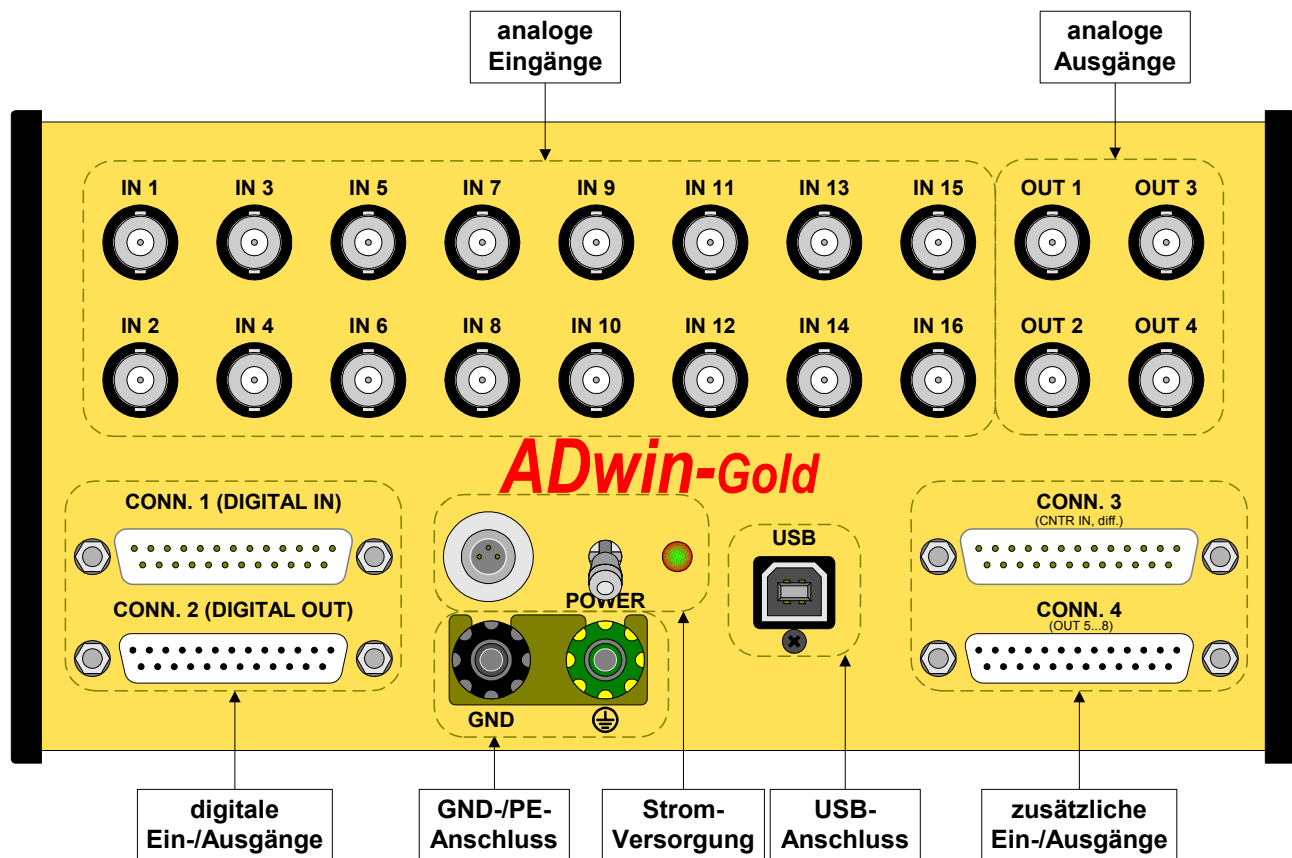 analoge
Eingänge
analoge
Ausgänge
IN 1 IN 3 IN 5 IN 7 IN 9 IN 11 IN 13 IN 15 OUT 1 OUT 3
IN 2 IN 4 IN 6 IN 8 IN 10 IN 12 IN 14 IN 16 OUT 2 OUT 4
ADwin-Gold
CONN. 1 (DIGITAL IN)
CONN. 2 (DIGITAL OUT)
POWER
GND
USB
CONN. 3
(CNTR IN, diff.)
CONN. 4
(OUT 5...8)
digitale
Ein-/Ausgänge
GND-/PE-
Anschluss
Strom-
Versorgung
USB-
Anschluss
zusätzliche
Ein-/Ausgänge